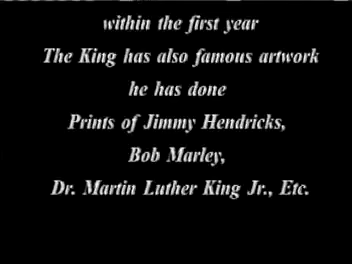 within the first year
The King has also famous artwork
he has done
Prints of Jimmy Hendricks,
Bob Marley,
Dr. Martin Luther King Jr., Etc.